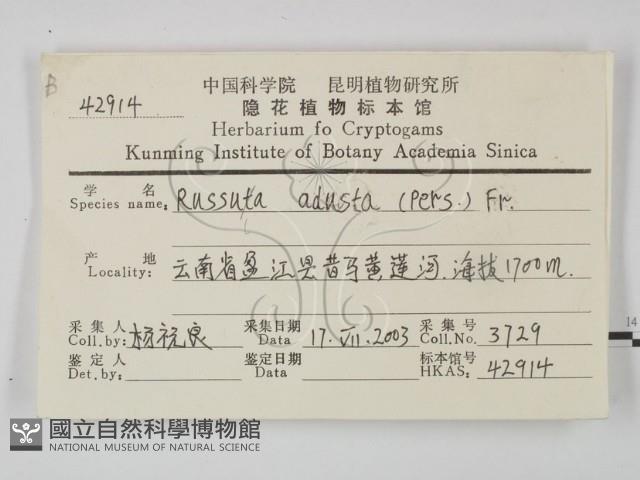 B
42914
中国科学院 昆明植物研究所
隐花植物标本馆
Herbarium fo Cryptogams
Kunming Institute of Botany Academia Sinica
学 名
Species name: Russuta adusta (Pers.) Fr.
产 地
Locality: 云南省盈江县昔马黄莲河. 海拔1700m.
采集人 采集日期 采集号
Coll.by: 杨祝良 Data 17. VII. 2003 Coll.No. 3729
鉴定人 鉴定日期 标本馆号
Det.by: Data HKAS: 42914
14
國立自然科學博物館
NATIONAL MUSEUM OF NATURAL SCIENCE